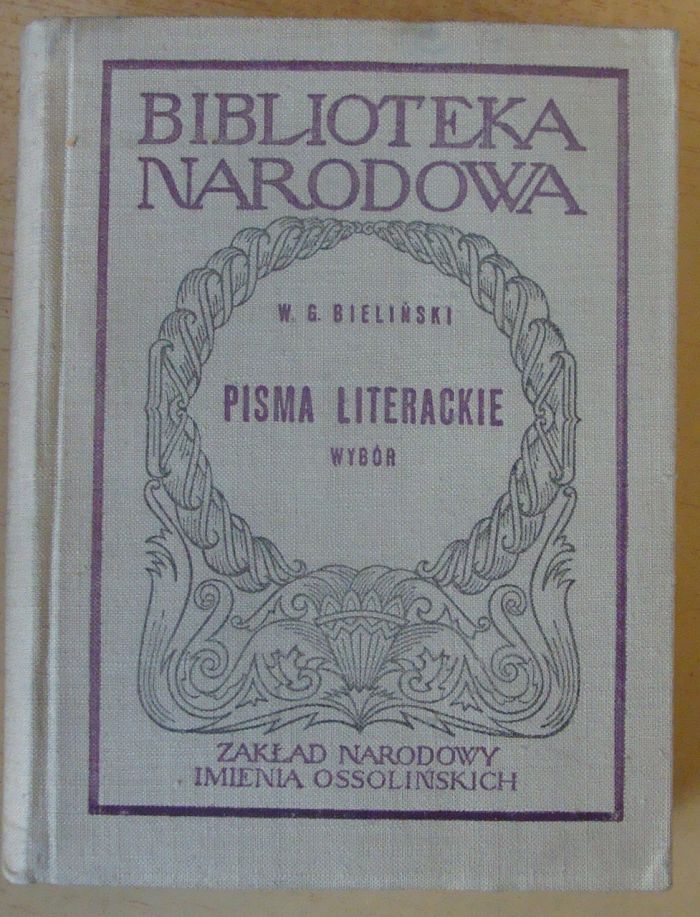 BIBLIOTEKA
NARODOWA
W. G. BIELIŃSKI
PISMA LITERACKIE
WYBÓR
ZAKŁAD NARODOWY
IMIENIA OSSOLIŃSKICH